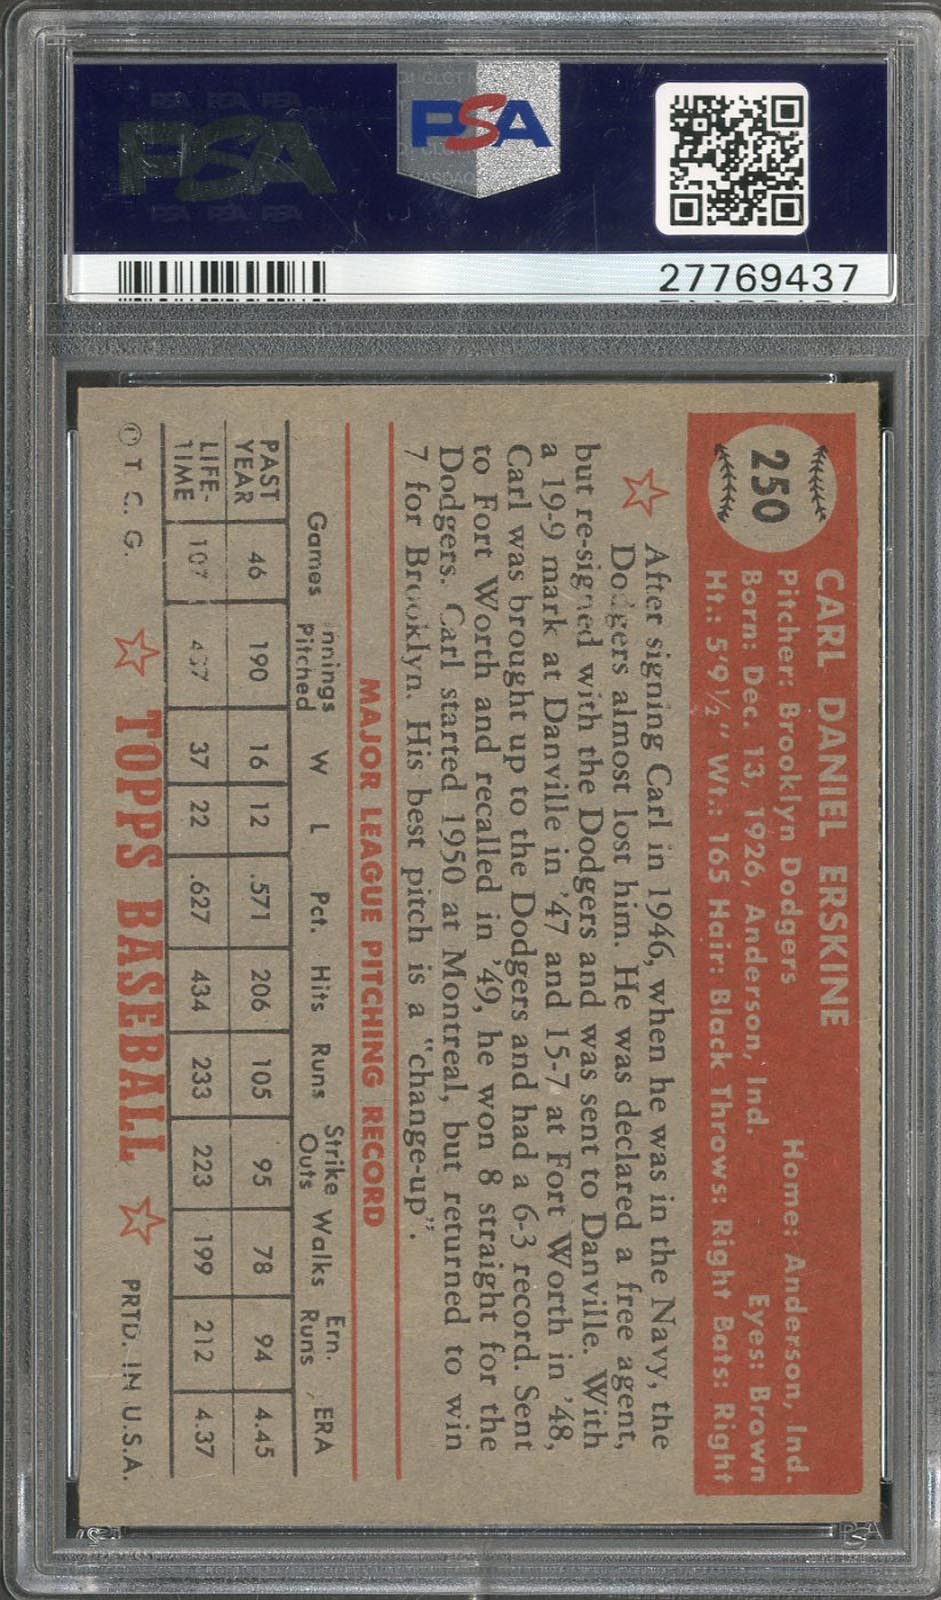 PSA
27769437
250
CARL DANIEL ERSKINE
Pitcher: Brooklyn Dodgers Home: Anderson, Ind.
Born: Dec. 13, 1926, Anderson, Ind. Eyes: Brown
Ht.: 5'9½" Wt.: 165 Hair: Black Throws: Right Bats: Right
After signing Carl in 1946, when he was in the Navy, the
Dodgers almost lost him. He was declared a free agent,
but re-signed with the Dodgers and was sent to Danville. With
a 19-9 mark at Danville in '47 and 15-7 at Fort Worth in '48,
Carl was brought up to the Dodgers and had a 6-3 record. Sent
to Fort Worth and recalled in '49, he won 8 straight for the
Dodgers. Carl started 1950 at Montreal, but returned to win
7 for Brooklyn. His best pitch is a "change-up".
MAJOR LEAGUE PITCHING RECORD
Games Innings Pitched W L Pct. Hits Runs Strike Outs Walks Ern. Runs ERA
PAST YEAR 46 190 16 12 .571 206 105 95 78 94 4.45
LIFE-TIME 107 437 37 22 .627 434 233 223 199 212 4.37
© T. C. G. TOPPS BASEBALL PRTD. IN U.S.A.